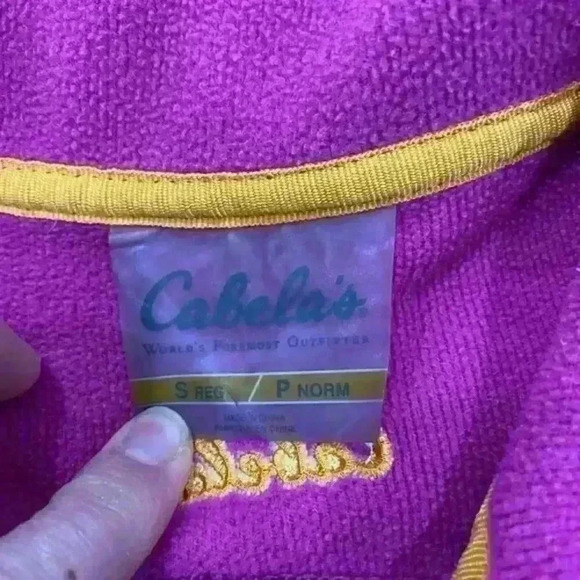 Cabela's®
WORLD'S FOREMOST OUTFITTER
S REG / P NORM